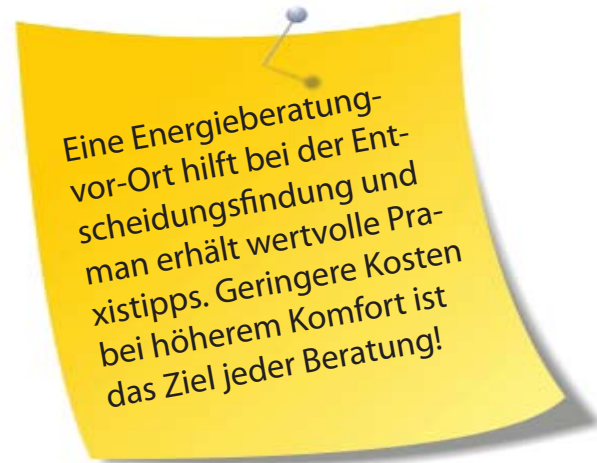 Eine Energieberatung-
vor-Ort hilft bei der Ent-
scheidungsfindung und
man erhält wertvolle Pra-
xistipps. Geringere Kosten
bei höherem Komfort ist
das Ziel jeder Beratung!